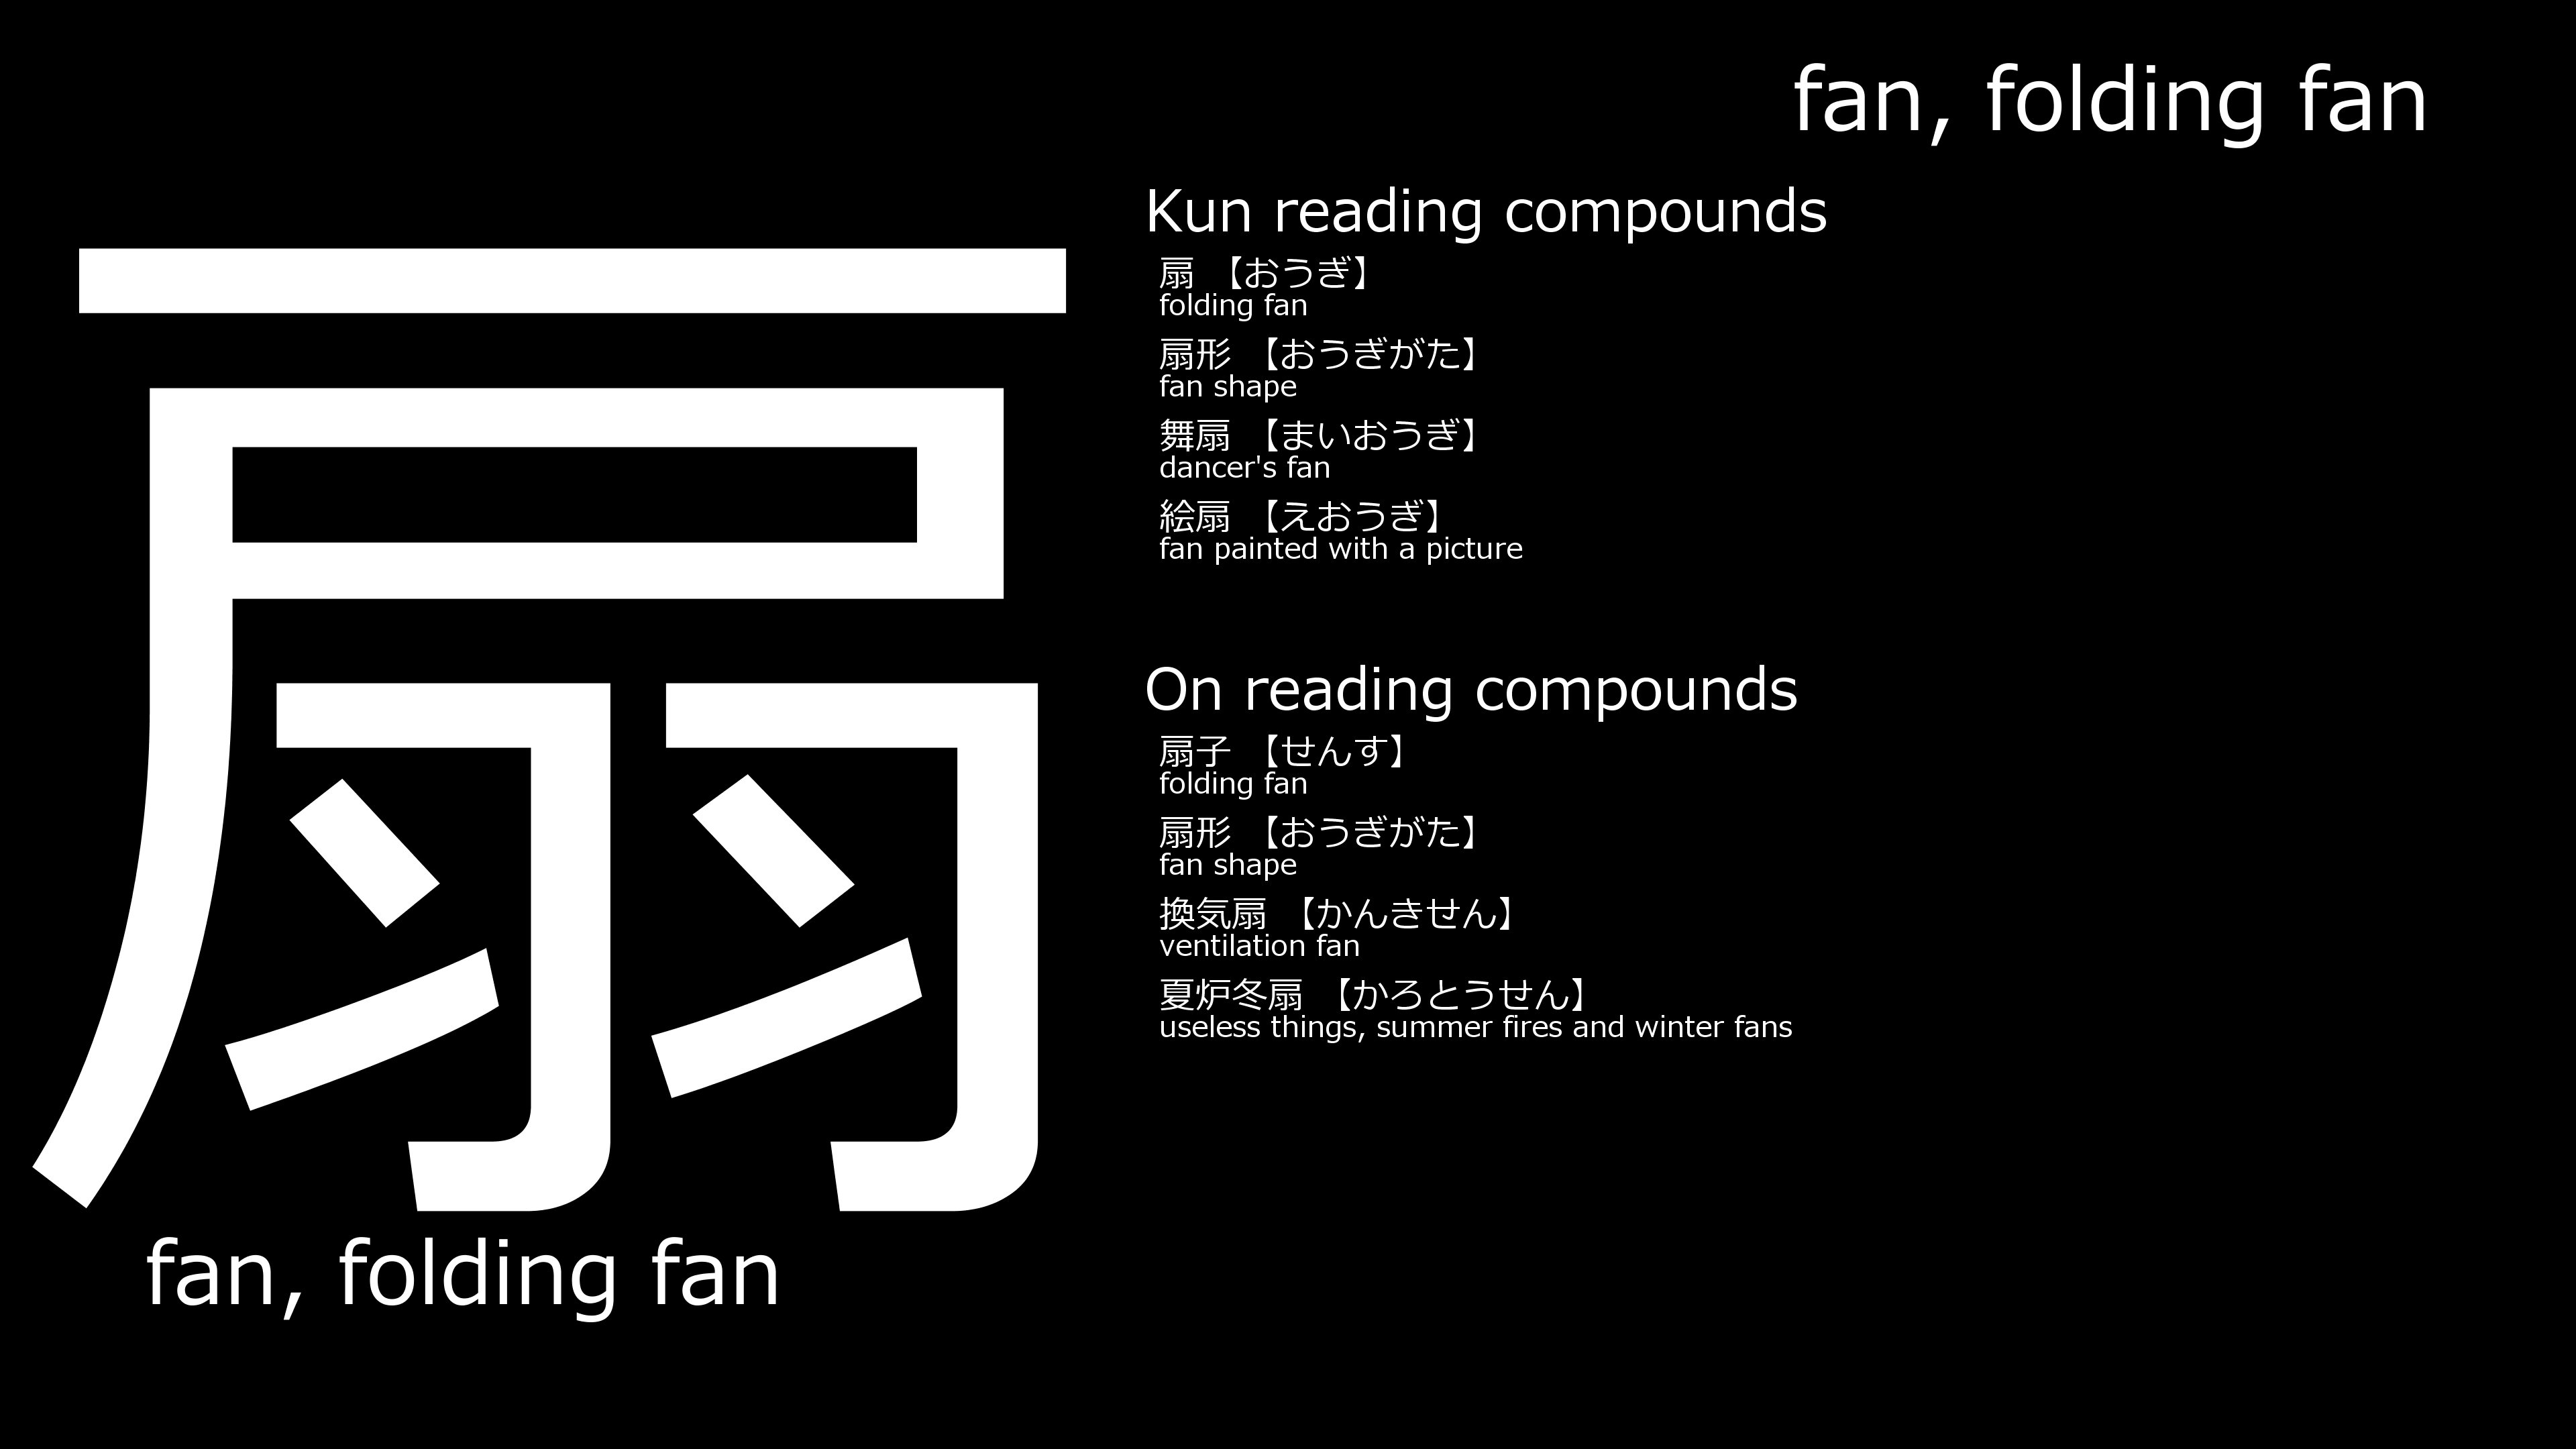 fan, folding fan
扇
fan, folding fan
Kun reading compounds
扇 【おうぎ】
folding fan
扇形 【おうぎがた】
fan shape
舞扇 【まいおうぎ】
dancer's fan
絵扇 【えおうぎ】
fan painted with a picture
On reading compounds
扇子 【せんす】
folding fan
扇形 【おうぎがた】
fan shape
換気扇 【かんきせん】
ventilation fan
夏炉冬扇 【かろとうせん】
useless things, summer fires and winter fans